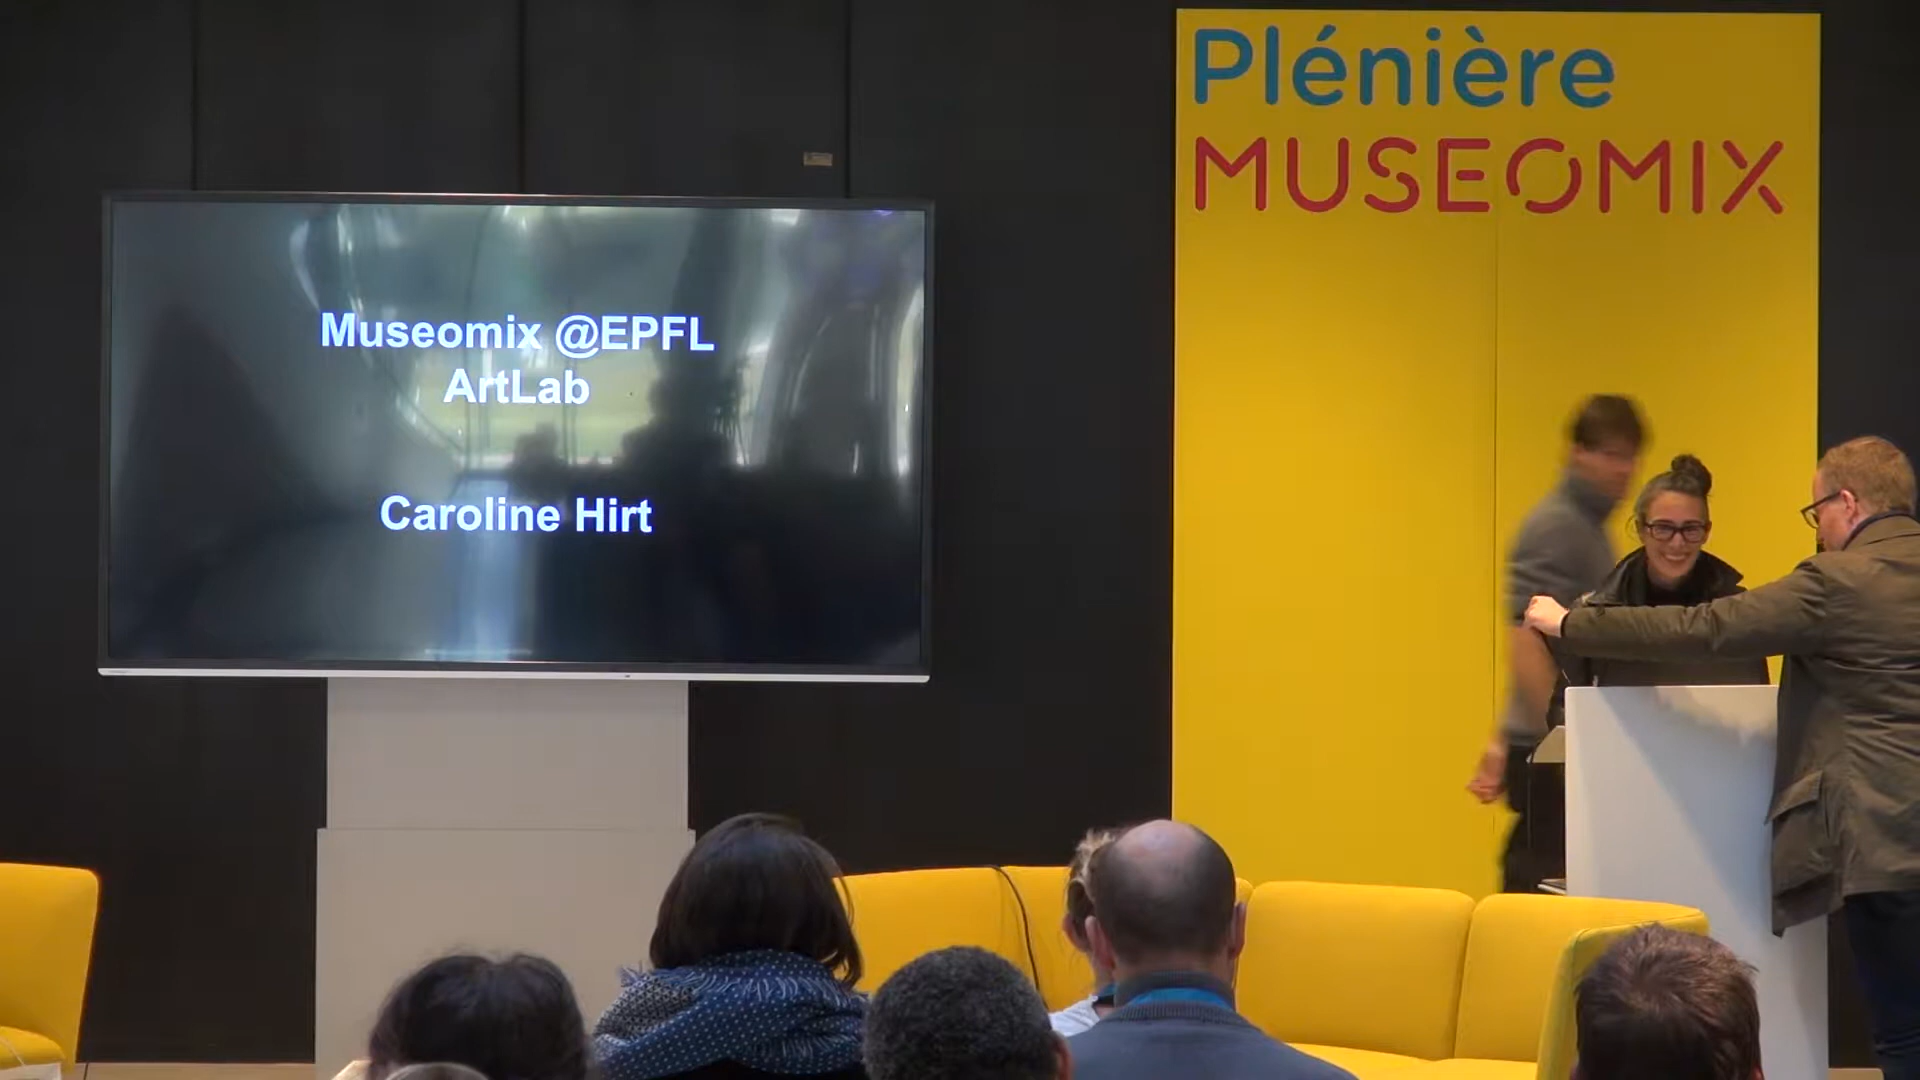 Plénière
MUSEOMIX
Museomix @EPFL
ArtLab
Caroline Hirt